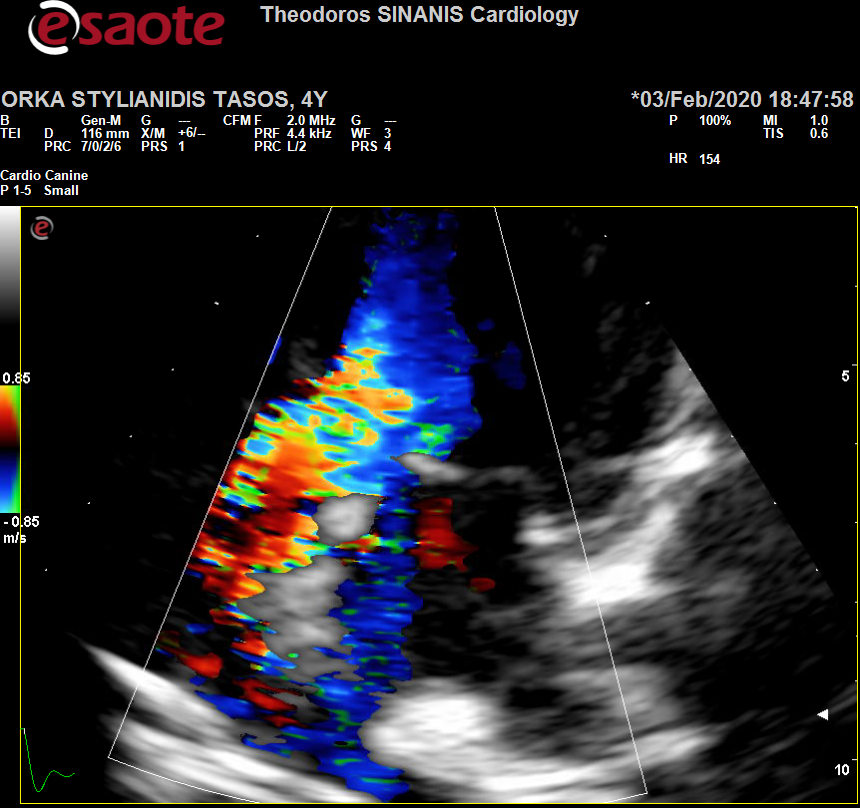 esaote
Theodoros SINANIS Cardiology
ORKA STYLIANIDIS TASOS, 4Y *03/Feb/2020 18:47:58
B Gen-M G --- CFM F 2.0 MHz G --- P 100% MI 1.0
TEI D 116 mm X/M +6/-- PRF 4.4 kHz WF 3 TIS 0.6
PRC 7/0/2/6 PRS 1 PRC L/2 PRS 4
HR 154
Cardio Canine
P 1-5 Small
e
0.85
5
- 0.85
m/s
10